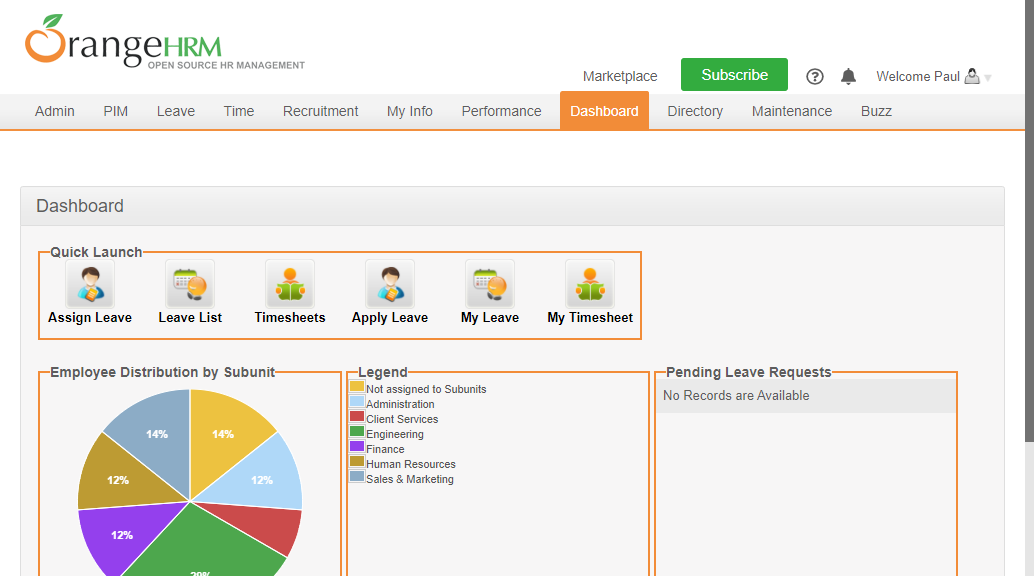 OrangeHRM
OPEN SOURCE HR MANAGEMENT
Marketplace Subscribe ? Welcome Paul
Admin PIM Leave Time Recruitment My Info Performance Dashboard Directory Maintenance Buzz
Dashboard
Quick Launch
Assign Leave Leave List Timesheets Apply Leave My Leave My Timesheet
Employee Distribution by Subunit
14% 14%
12% 12%
12%
Legend
Not assigned to Subunits
Administration
Client Services
Engineering
Finance
Human Resources
Sales & Marketing
Pending Leave Requests
No Records are Available